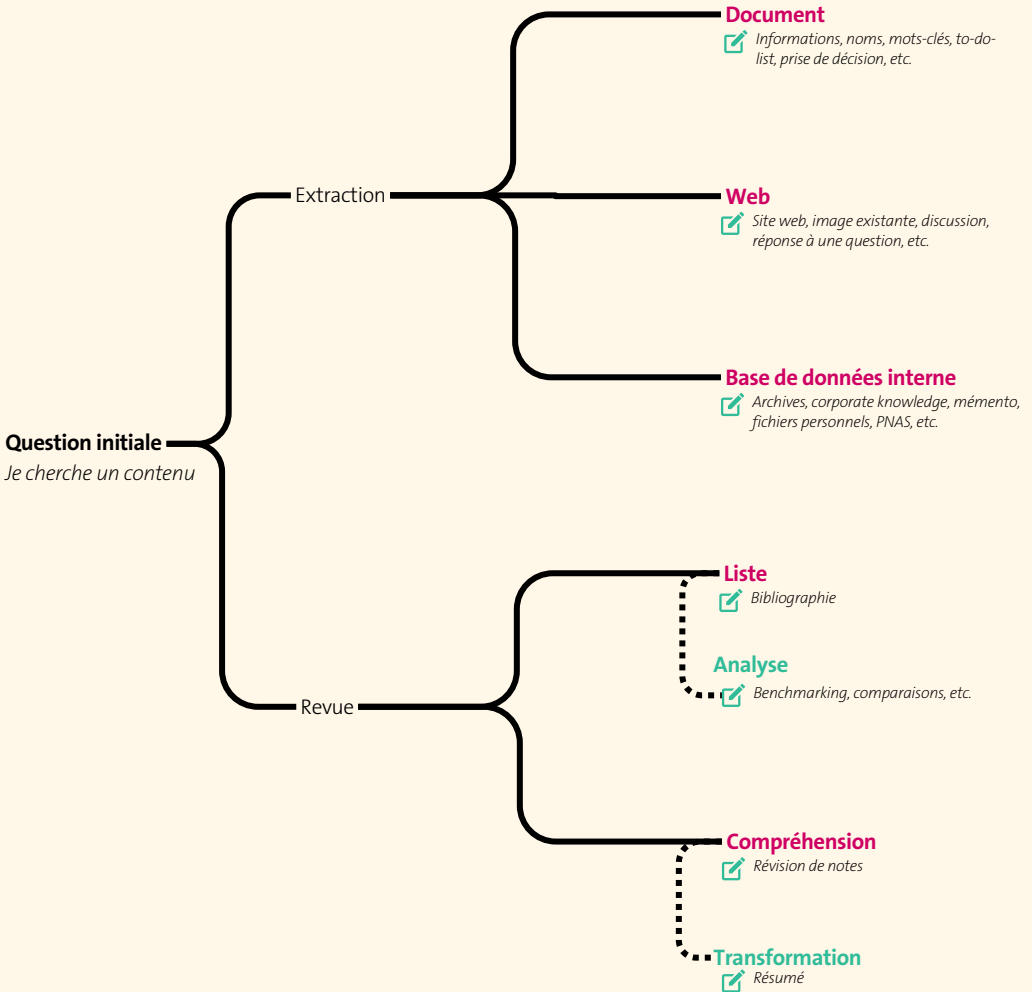 Document
Informations, noms, mots-clés, to-do-
list, prise de décision, etc.
Extraction
Web
Site web, image existante, discussion,
réponse à une question, etc.
Base de données interne
Archives, corporate knowledge, mémento,
fichiers personnels, PNAS, etc.
Question initiale
Je cherche un contenu
Liste
Bibliographie
Analyse
Benchmarking, comparaisons, etc.
Revue
Compréhension
Révision de notes
Transformation
Résumé